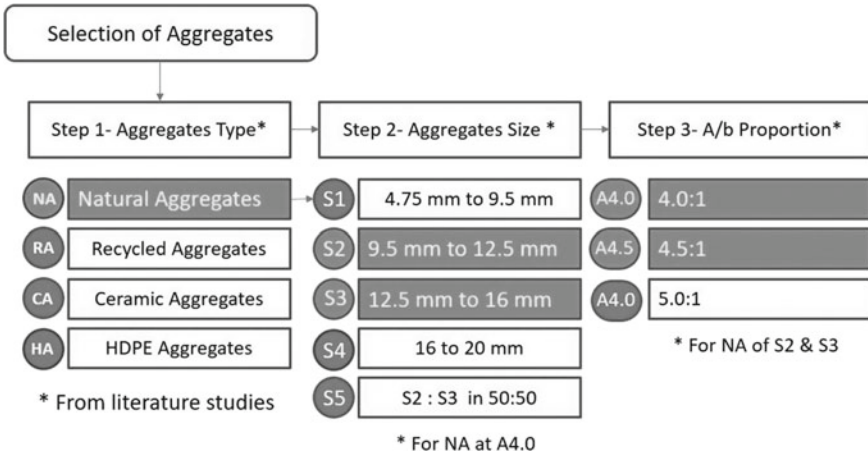 Selection of Aggregates
Step 1- Aggregates Type*
Step 2- Aggregates Size *
Step 3- A/b Proportion*
NA Natural Aggregates
RA Recycled Aggregates
CA Ceramic Aggregates
HA HDPE Aggregates
* From literature studies
S1 4.75 mm to 9.5 mm
S2 9.5 mm to 12.5 mm
S3 12.5 mm to 16 mm
S4 16 to 20 mm
S5 S2 : S3 in 50:50
* For NA at A4.0
A4.0 4.0:1
A4.5 4.5:1
A4.0 5.0:1
* For NA of S2 & S3